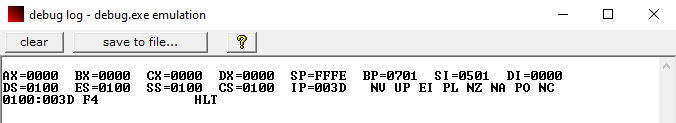 debug log - debug.exe emulation
clear save to file... ?
AX=0000 BX=0000 CX=0000 DX=0000 SP=FFFE BP=0701 SI=0501 DI=0000
DS=0100 ES=0100 SS=0100 CS=0100 IP=003D NV UP EI PL NZ NA PO NC
0100:003D F4 HLT